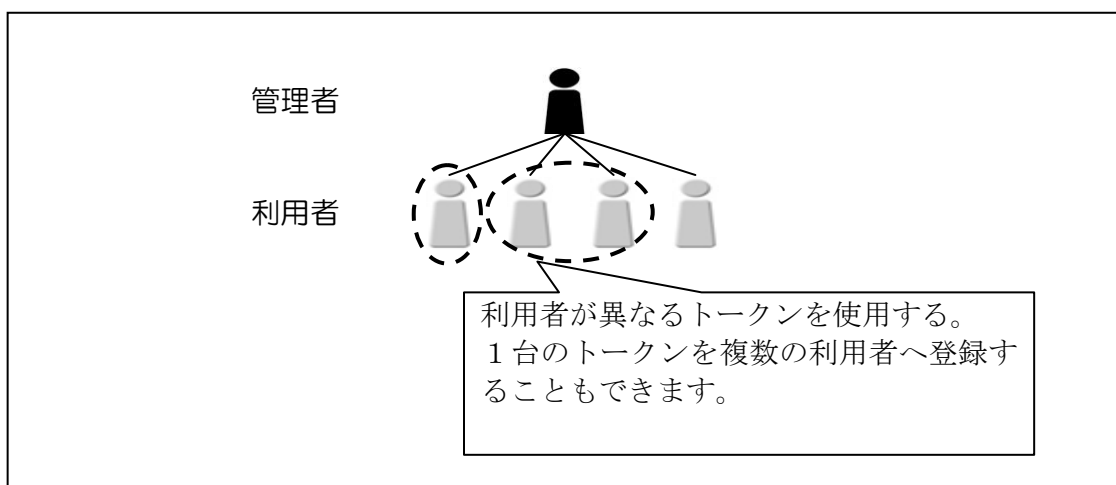 管理者
利用者
利用者が異なるトークンを使用する。
１台のトークンを複数の利用者へ登録す
ることもできます。